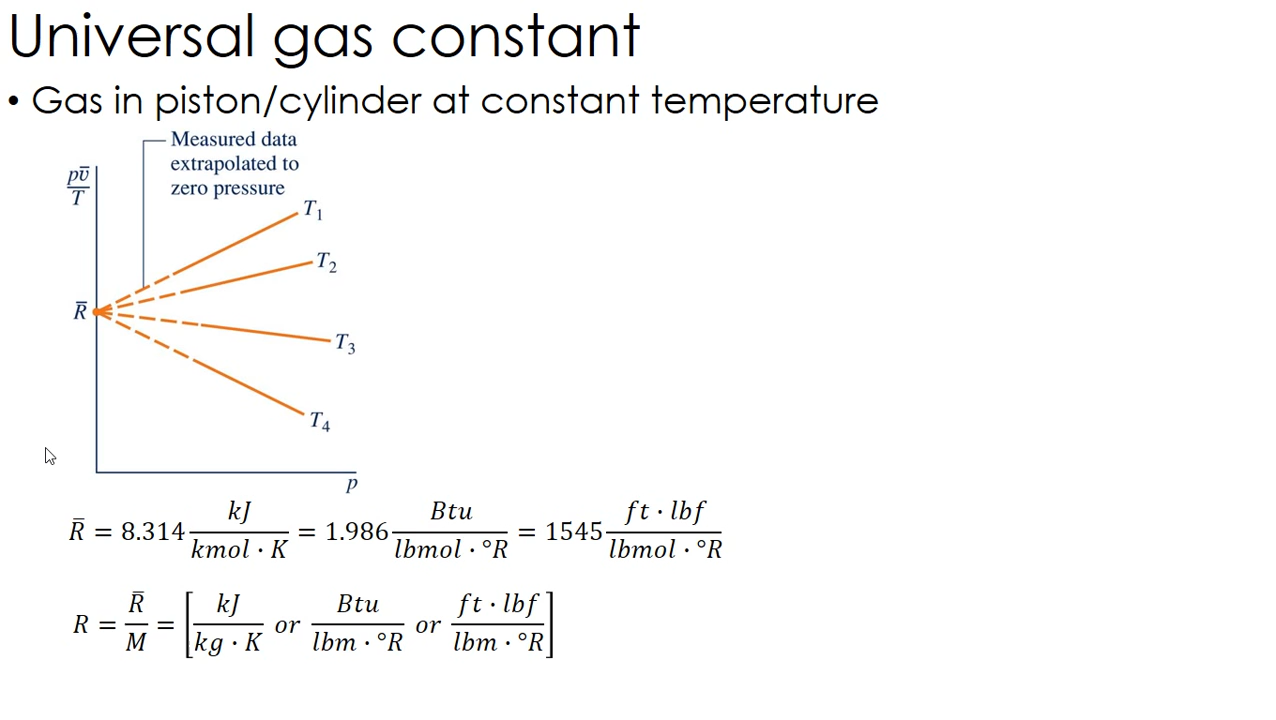 Universal gas constant
• Gas in piston/cylinder at constant temperature
Measured data
extrapolated to
zero pressure
pv̅/T
T₁
T₂
R̅
T₃
T₄
p
R̅ = 8.314 kJ/(kmol · K) = 1.986 Btu/(lbmol · °R) = 1545 ft · lbf/(lbmol · °R)
R = R̅/M = [kJ/(kg · K) or Btu/(lbm · °R) or ft · lbf/(lbm · °R)]